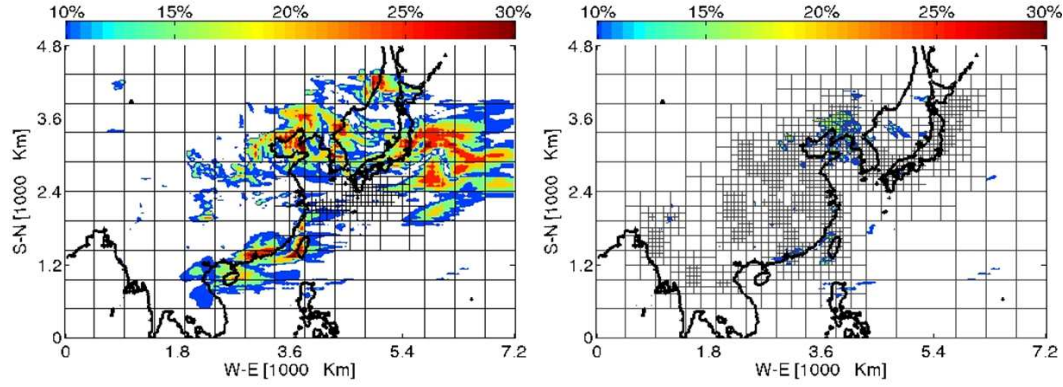 10% 15% 20% 25% 30% 10% 15% 20% 25% 30%
4.8 4.8
3.6 3.6
2.4 2.4
1.2 1.2
0 0
S-N [1000 Km] S-N [1000 Km]
0 1.8 3.6 5.4 7.2 0 1.8 3.6 5.4 7.2
W-E [1000 Km] W-E [1000 Km]